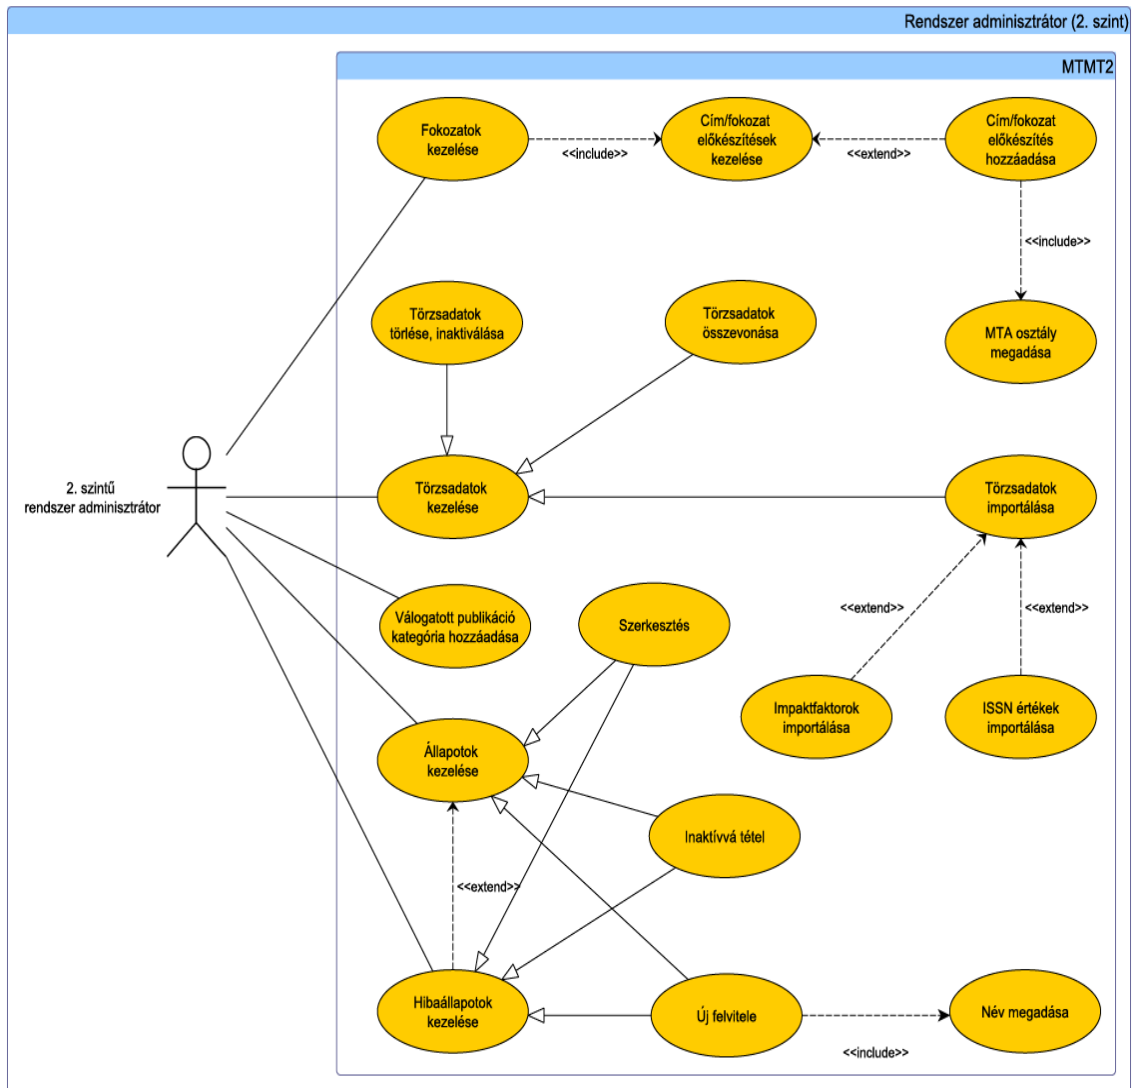 Rendszer adminisztrátor (2. szint)
MTMT2
Fokozatok
kezelése
<<include>>
Cím/fokozat
előkészítések
kezelése
<<extend>>
Cím/fokozat
előkészítés
hozzáadása
<<include>>
Törzsadatok
törlése, inaktiválása
Törzsadatok
összevonása
MTA osztály
megadása
2. szintű
rendszer adminisztrátor
Törzsadatok
kezelése
Törzsadatok
importálása
<<extend>>
<<extend>>
Válogatott publikáció
kategória hozzáadása
Szerkesztés
Impaktfaktorok
importálása
ISSN értékek
importálása
Állapotok
kezelése
Inaktívvá tétel
<<extend>>
Hibaállapotok
kezelése
Új felvitele
<<include>>
Név megadása